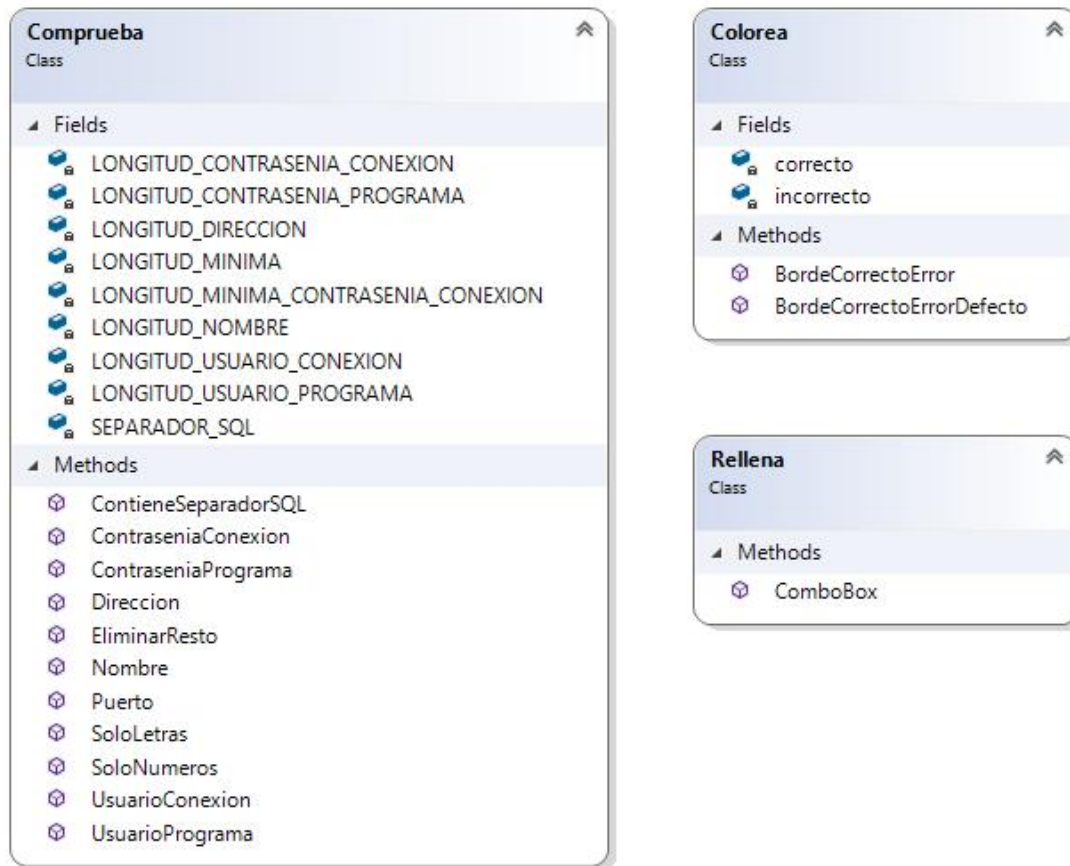 Comprueba
Class
Fields
LONGITUD_CONTRASENIA_CONEXION
LONGITUD_CONTRASENIA_PROGRAMA
LONGITUD_DIRECCION
LONGITUD_MINIMA
LONGITUD_MINIMA_CONTRASENIA_CONEXION
LONGITUD_NOMBRE
LONGITUD_USUARIO_CONEXION
LONGITUD_USUARIO_PROGRAMA
SEPARADOR_SQL
Methods
ContieneSeparadorSQL
ContraseniaConexion
ContraseniaPrograma
Direccion
EliminarResto
Nombre
Puerto
SoloLetras
SoloNumeros
UsuarioConexion
UsuarioPrograma
Colorea
Class
Fields
correcto
incorrecto
Methods
BordeCorrectoError
BordeCorrectoErrorDefecto
Rellena
Class
Methods
ComboBox